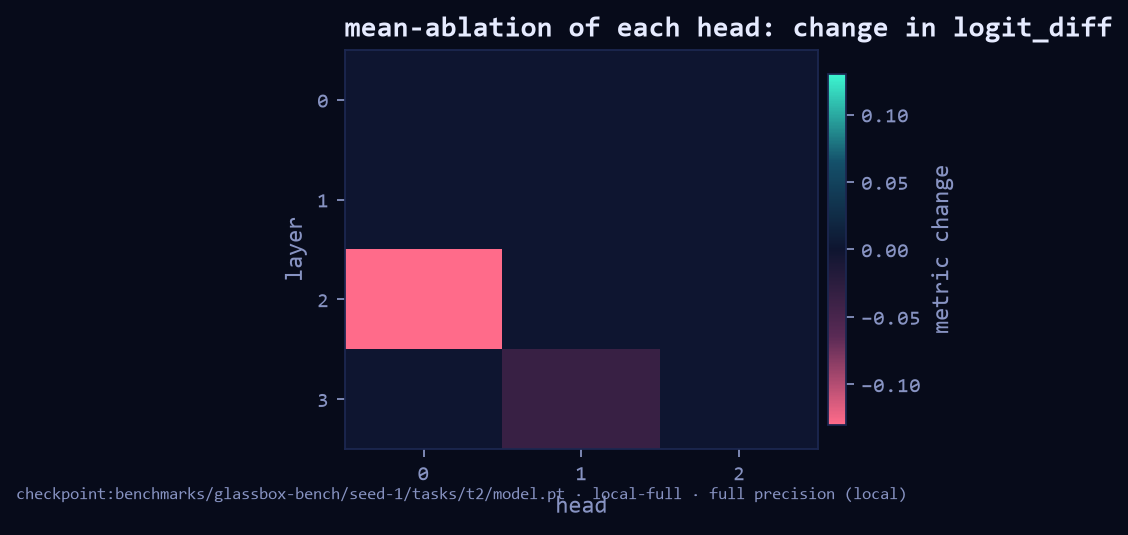 mean-ablation of each head: change in logit_diff
layer
0
1
2
3
0
1
2
head
0.10
0.05
0.00
−0.05
−0.10
metric change
checkpoint:benchmarks/glassbox-bench/seed-1/tasks/t2/model.pt · local-full · full precision (local)